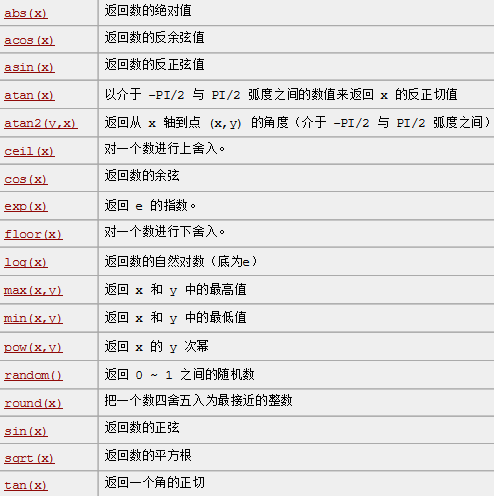 abs(x) 返回数的绝对值
acos(x) 返回数的反余弦值
asin(x) 返回数的反正弦值
atan(x) 以介于 -PI/2 与 PI/2 弧度之间的数值来返回 x 的反正切值
atan2(y,x) 返回从 x 轴到点 (x,y) 的角度（介于 -PI/2 与 PI/2 弧度之间）
ceil(x) 对一个数进行上舍入。
cos(x) 返回数的余弦
exp(x) 返回 e 的指数。
floor(x) 对一个数进行下舍入。
log(x) 返回数的自然对数（底为e）
max(x,y) 返回 x 和 y 中的最高值
min(x,y) 返回 x 和 y 中的最低值
pow(x,y) 返回 x 的 y 次幂
random() 返回 0 ~ 1 之间的随机数
round(x) 把一个数四舍五入为最接近的整数
sin(x) 返回数的正弦
sqrt(x) 返回数的平方根
tan(x) 返回一个角的正切